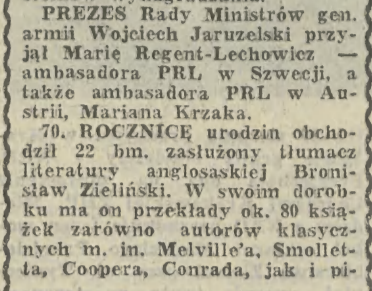 PREZES Rady Ministrów gen.
armii Wojciech Jaruzelski przy-
jął Marię Regent-Lechowicz —
ambasadora PRL w Szwecji, a
także ambasadora PRL w Au-
strii, Mariana Krzaka.
70. ROCZNICĘ urodzin obcho-
dził 22 bm. zasłużony tłumacz
literatury anglosaskiej Broni-
sław Zieliński. W swoim dorob-
ku ma on przekłady ok. 80 ksią-
żek zarówno autorów klasycz-
nych m. in. Melville'a, Smollet-
ta, Coopera, Conrada, jak i pi-